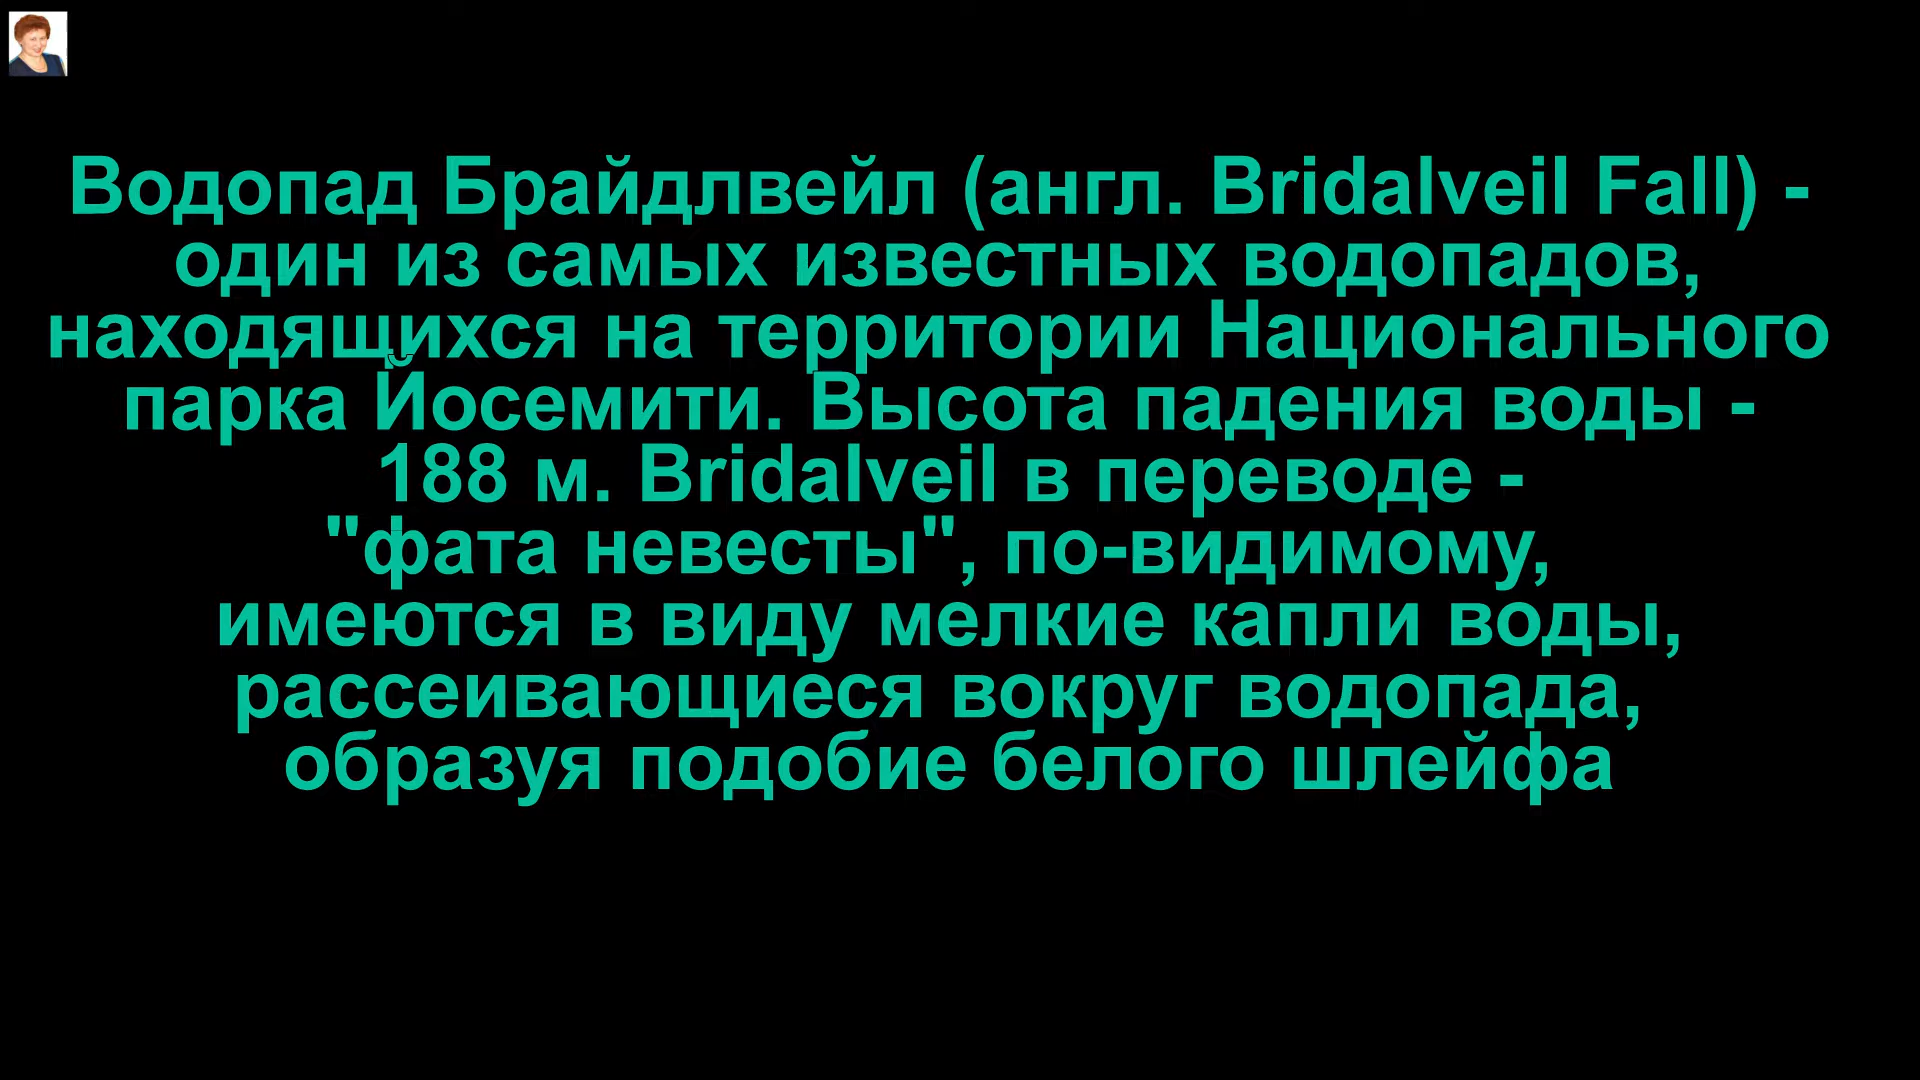 Водопад Брайдлвейл (англ. Bridalveil Fall) -
один из самых известных водопадов,
находящихся на территории Национального
парка Йосемити. Высота падения воды -
188 м. Bridalveil в переводе -
"фата невесты", по-видимому,
имеются в виду мелкие капли воды,
рассеивающиеся вокруг водопада,
образуя подобие белого шлейфа